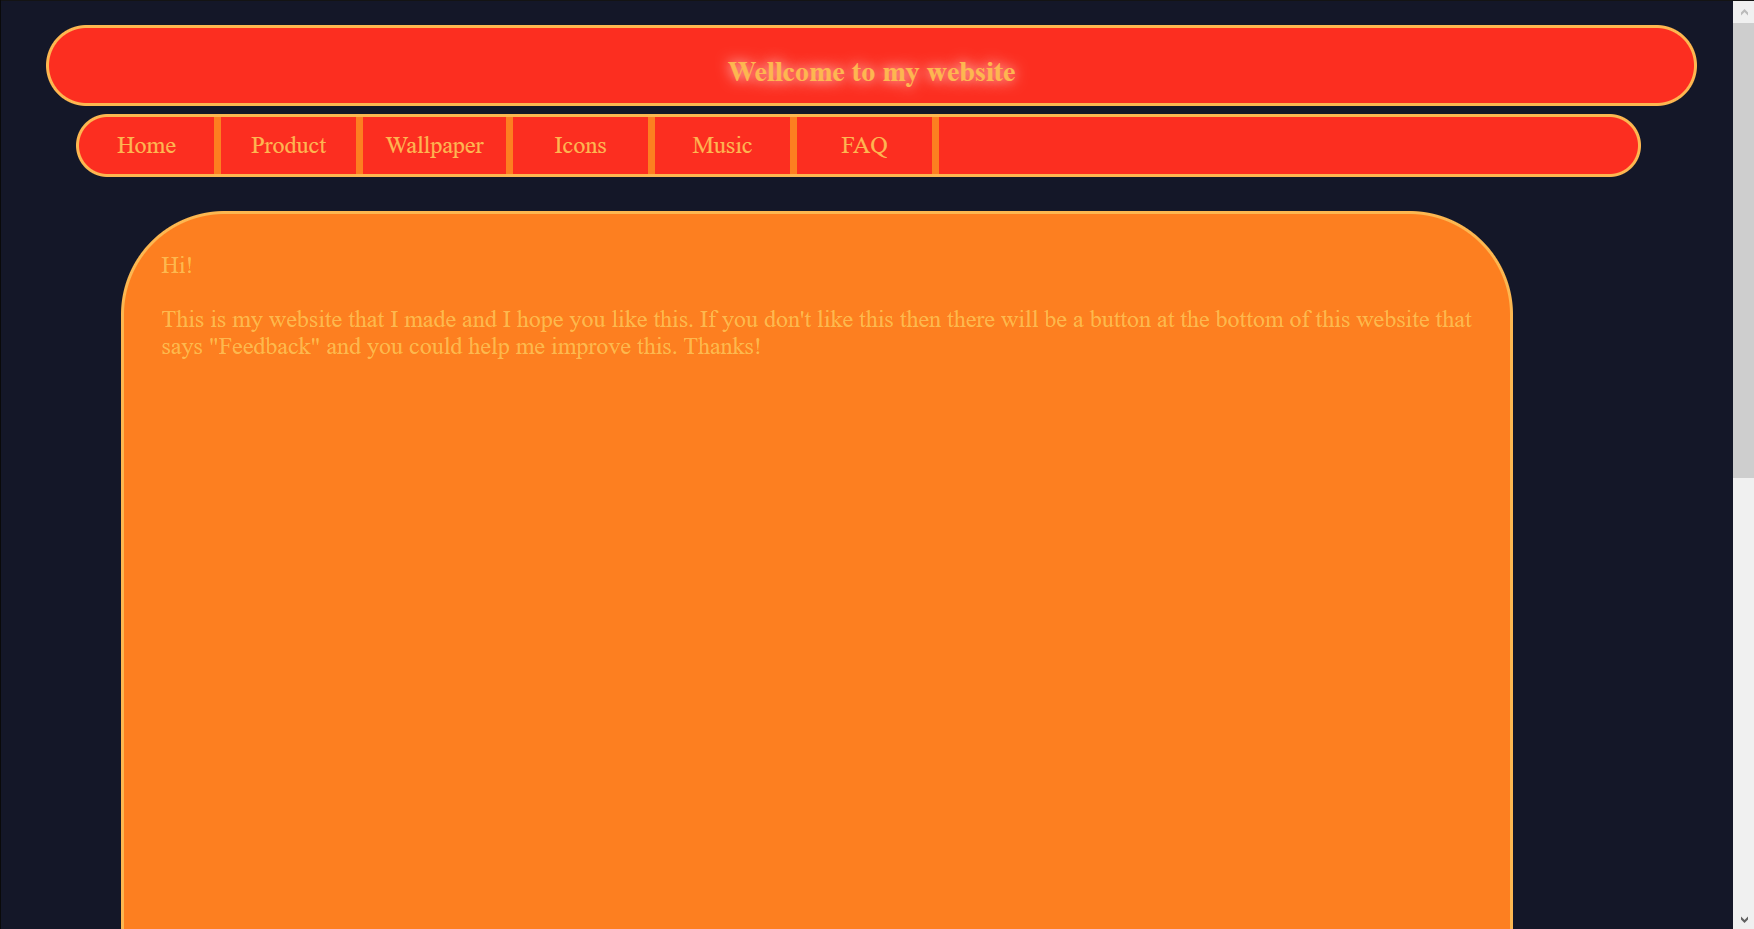 Wellcome to my website
Home Product Wallpaper Icons Music FAQ
Hi!
This is my website that I made and I hope you like this. If you don't like this then there will be a button at the bottom of this website that
says "Feedback" and you could help me improve this. Thanks!